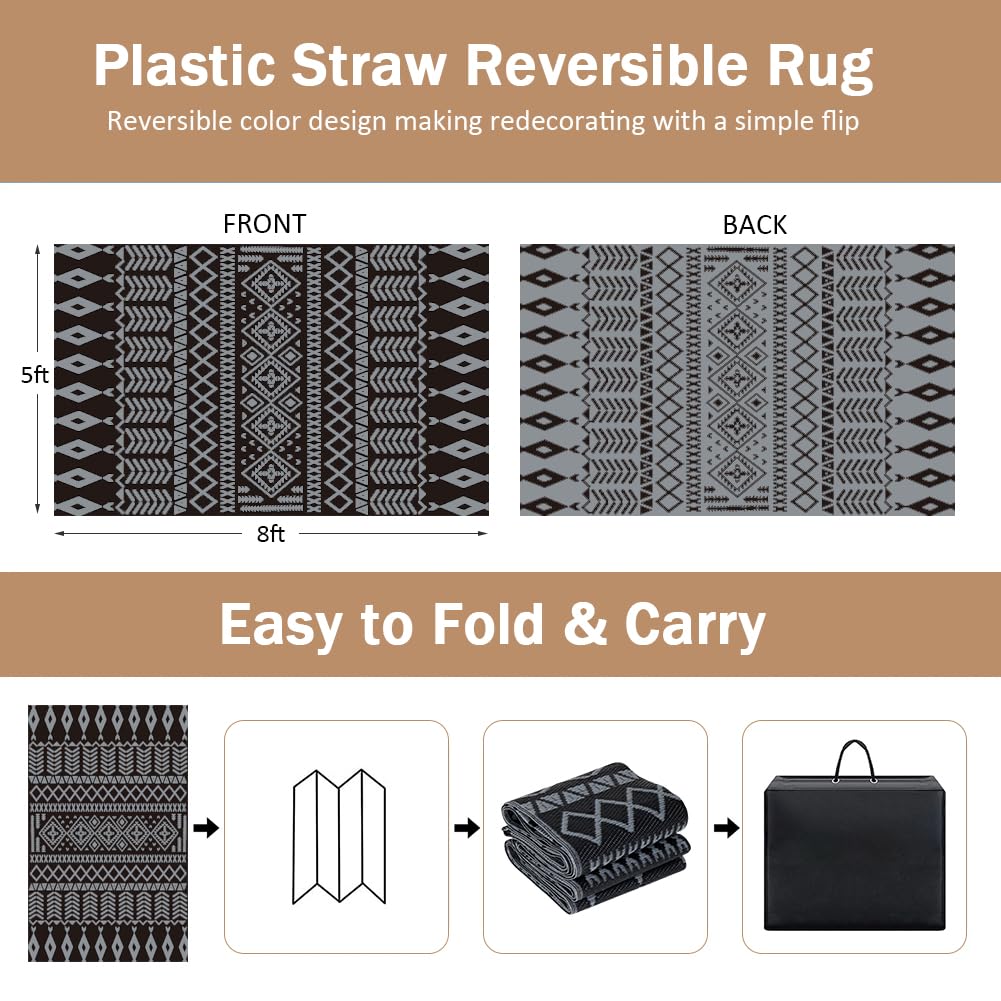 Plastic Straw Reversible Rug
Reversible color design making redecorating with a simple flip
FRONT
BACK
5ft
8ft
Easy to Fold & Carry